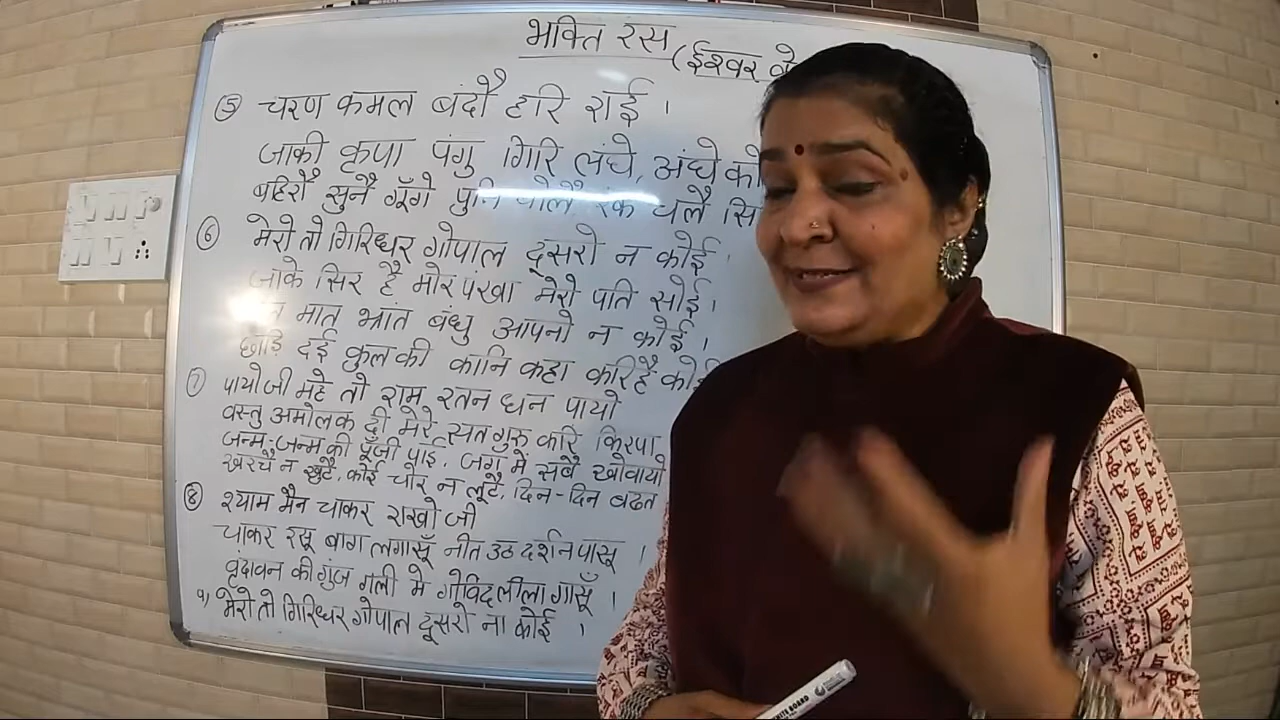 भक्ति रस (ईश्वर
⑤ चरण कमल बंदौ हरि राई ।
जाकी कृपा पंगु गिरि लंघे, अंधे को
बहिरौ सुनै गूँगे पुनि बोलै रंक चलै सि
⑥ मेरो तो गिरिधर गोपाल दूसरो न कोई ।
जाके सिर है मोर पंखा मेरो पति सोई ।
मात भ्रांत बंधु आपनो न कोई ।
छाड़ि दई कुल की कानि कहा करिहै
⑦ पायो जी म्हे तो राम रतन धन पायो
वस्तु अमोलक दी मेरे सतगुरु करि किरपा
जन्म-जन्म की पूँजी पाई, जग में सबै खोवायो
खरचै न खुटै, कोई चोर न लूटै, दिन-दिन बढत
⑧ श्याम मैन चाकर राखो जी
चाकर रसू बाग लगासूँ नीत उठ दर्शन पासू ।
वृंदावन की गुंज गली मे गोविंद लीला गासूँ ।
9) मेरो तो गिरिधर गोपाल दूसरो ना कोई ।